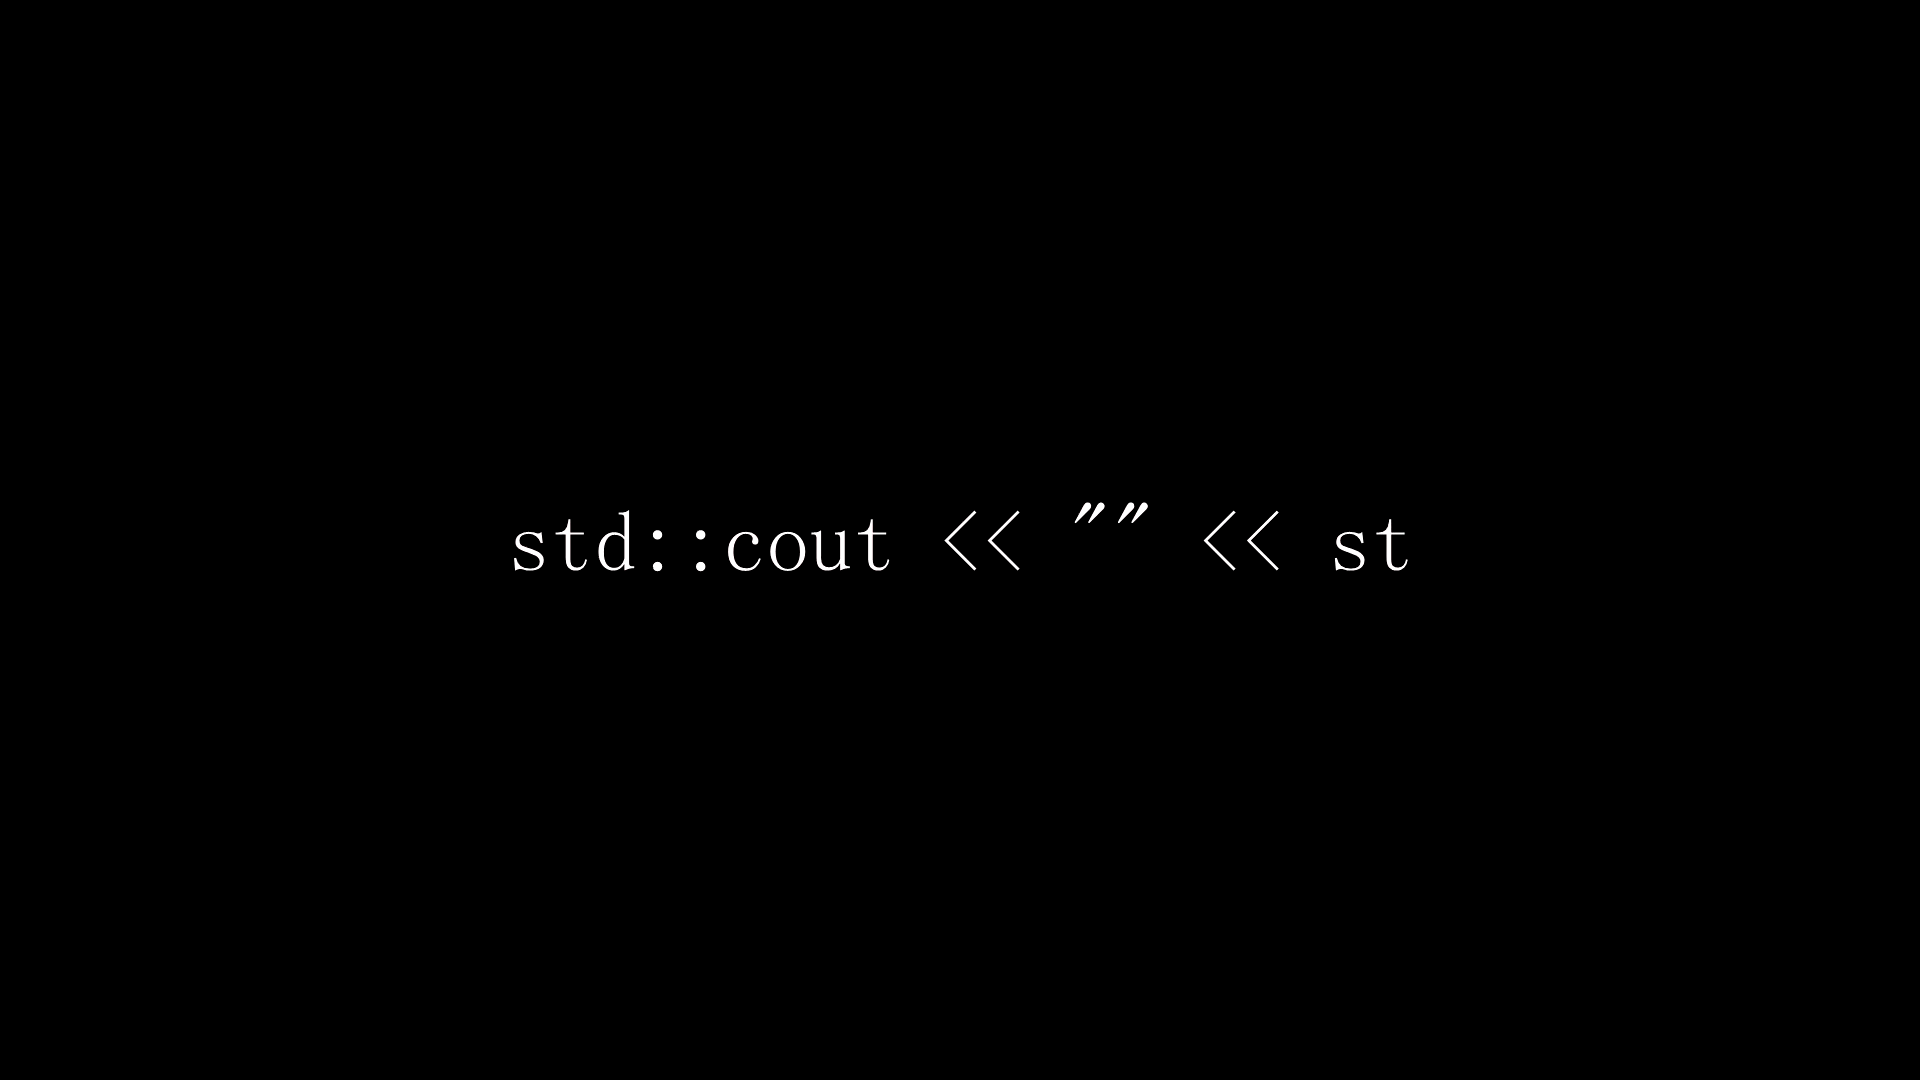 std::cout << "" << st